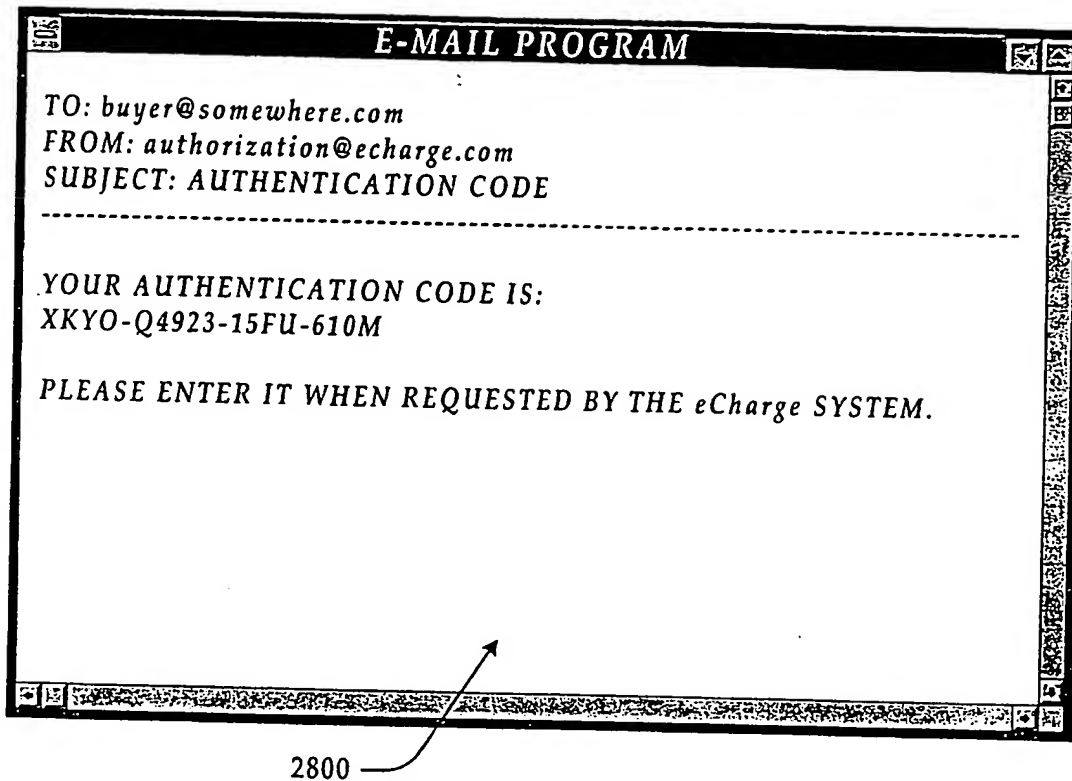 E-MAIL PROGRAM
TO: buyer@somewhere.com
FROM: authorization@echarge.com
SUBJECT: AUTHENTICATION CODE
YOUR AUTHENTICATION CODE IS:
XKYO-Q4923-15FU-610M
PLEASE ENTER IT WHEN REQUESTED BY THE eCharge SYSTEM.
2800